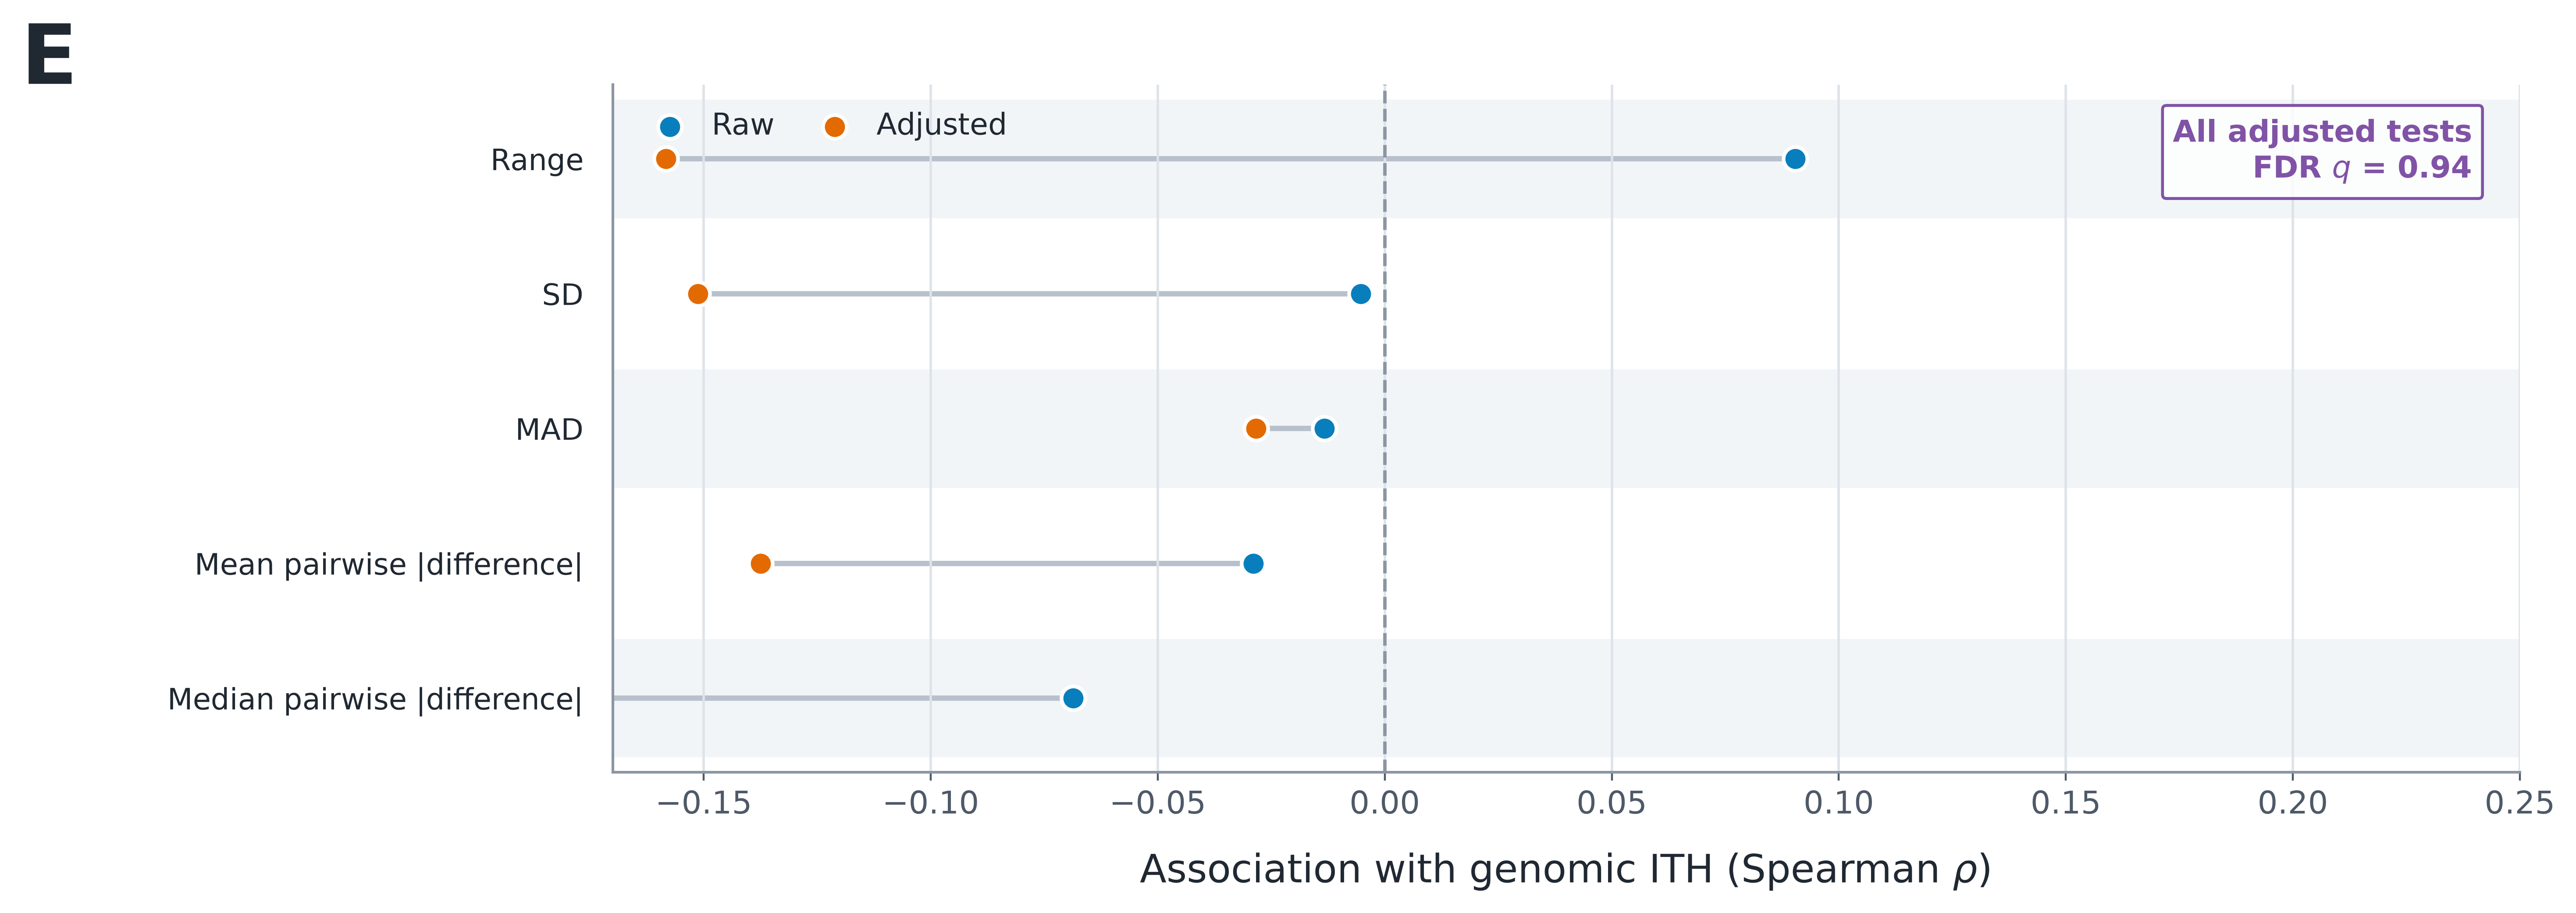 E
Raw
Adjusted
All adjusted tests
FDR q = 0.94
Range
SD
MAD
Mean pairwise |difference|
Median pairwise |difference|
−0.15
−0.10
−0.05
0.00
0.05
0.10
0.15
0.20
0.25
Association with genomic ITH (Spearman ρ)